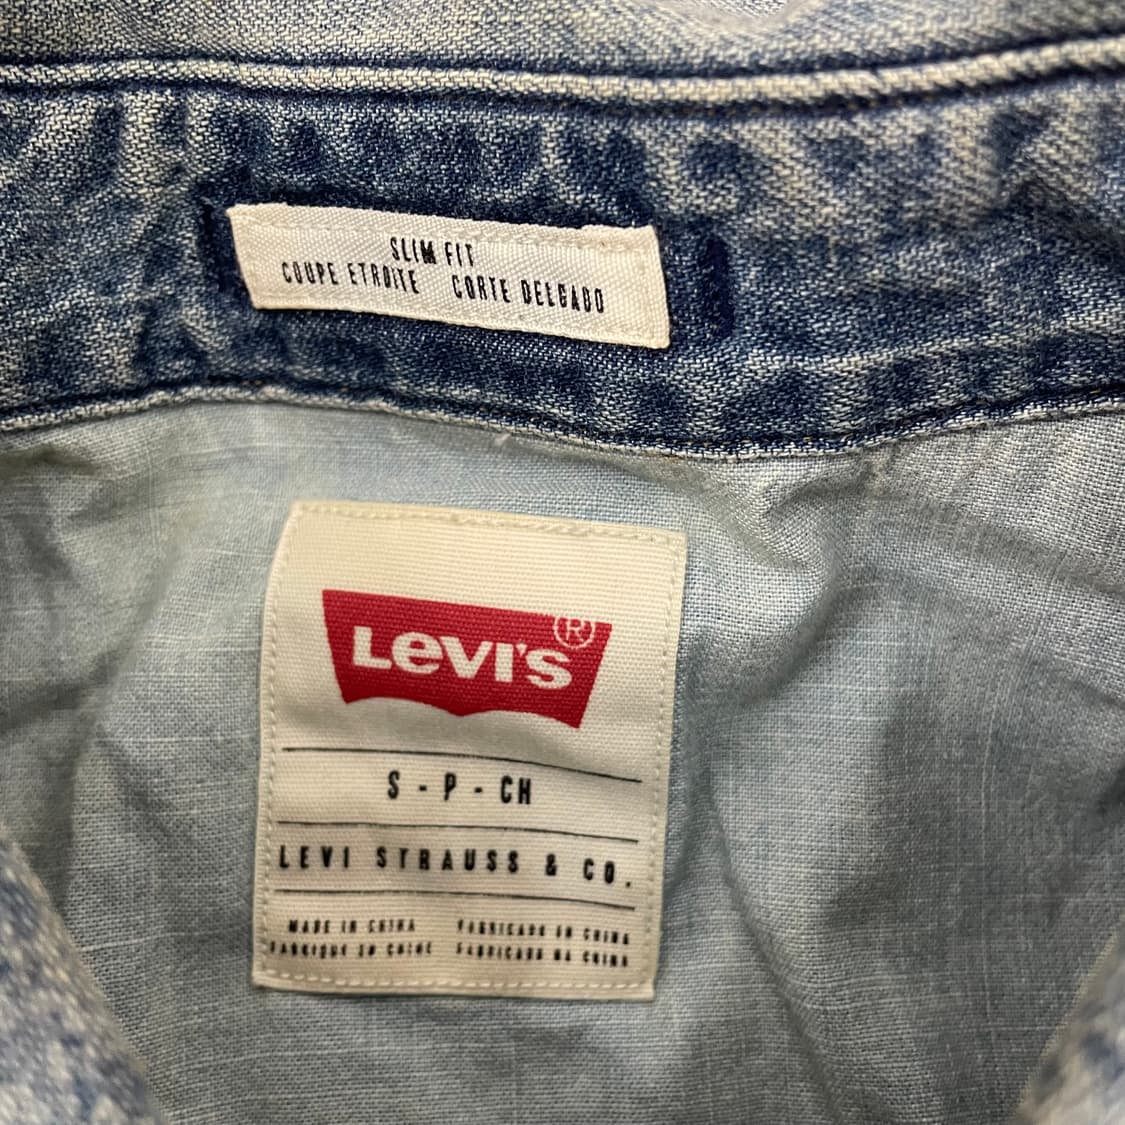 SLIM FIT
COUPE ETROITE CORTE DELGADO
LEVI'S®
S - P - CH
LEVI STRAUSS & CO.
MADE IN CHINA FABRICADO EN CHINA
FABRIQUE EN CHINE FABRICADO NA CHINA